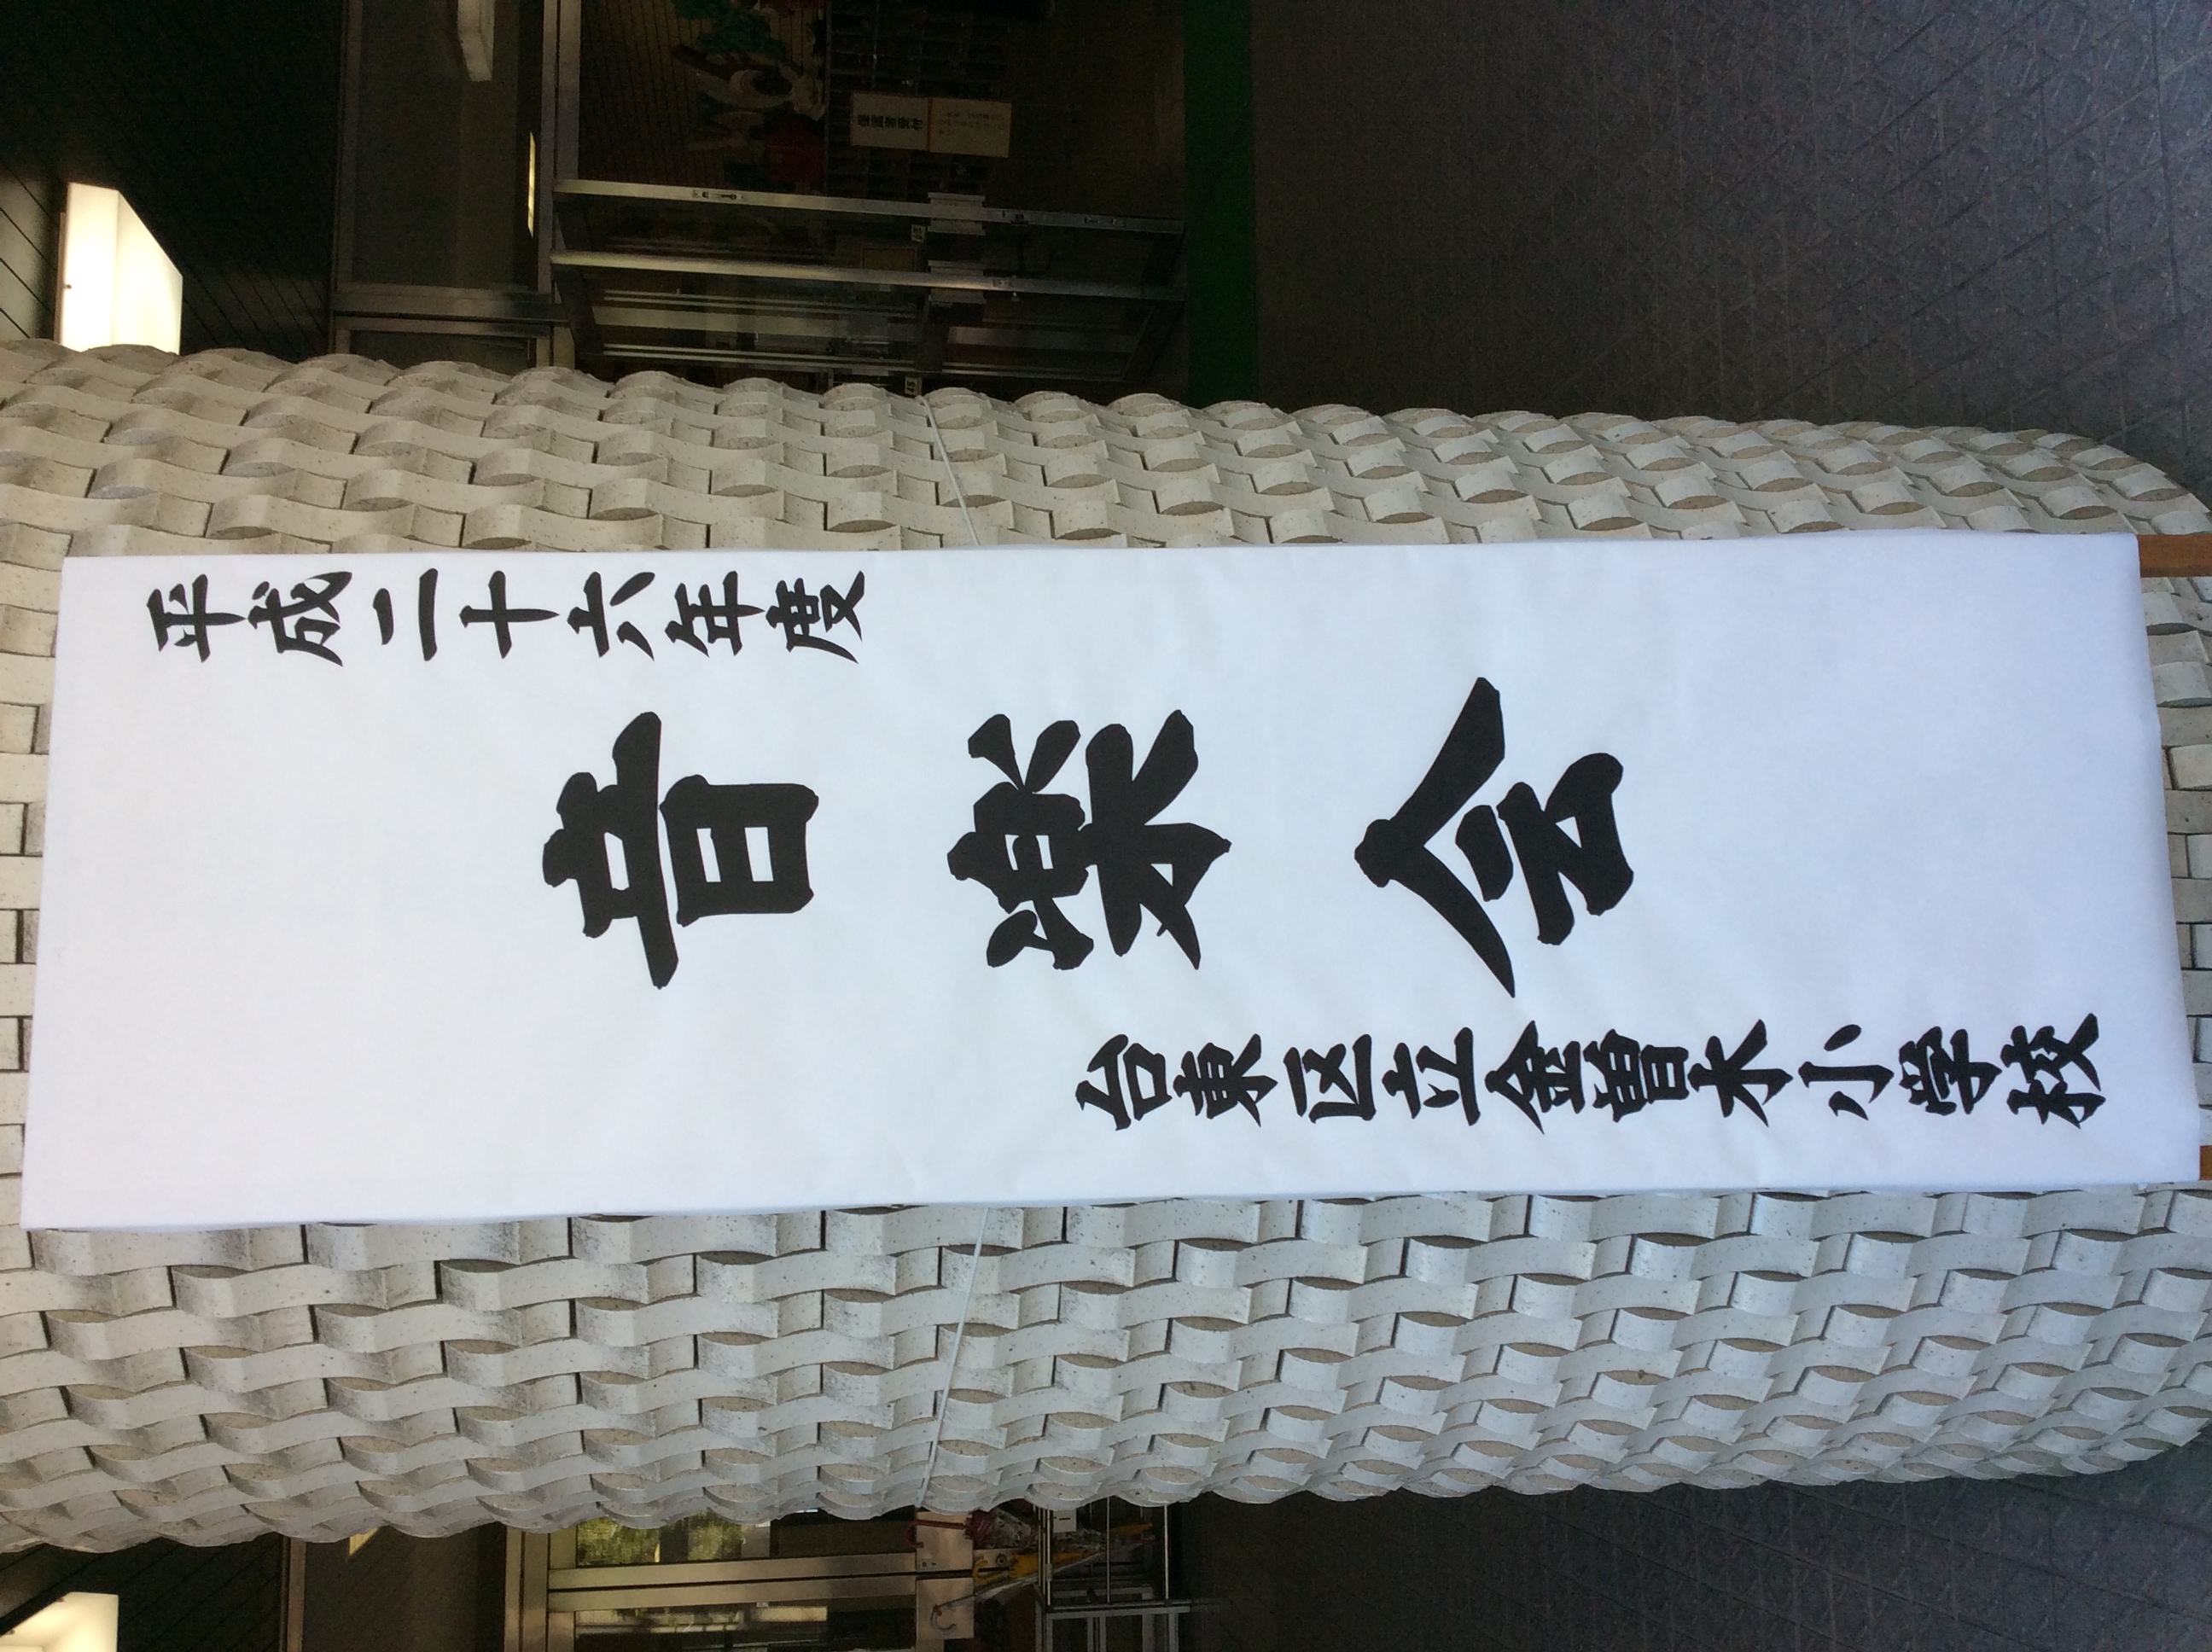 平成二十六年度
音楽会
台東区立金曽木小学校